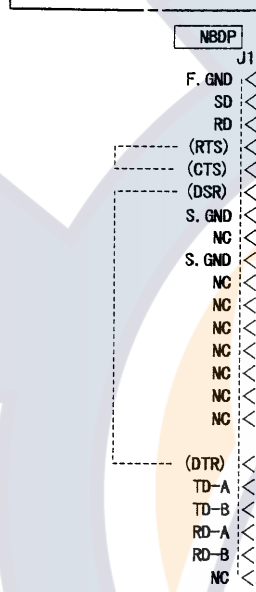 NBDP
J1
F. GND
SD
RD
(RTS)
(CTS)
(DSR)
S. GND
NC
S. GND
NC
NC
NC
NC
NC
NC
NC
(DTR)
TD-A
TD-B
RD-A
RD-B
NC